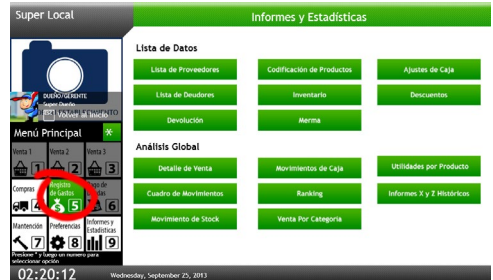 Super Local
Informes y Estadísticas
DUEÑO/GERENTE
Super Dueño
ESC
Volver al Inicio
Menú Principal
*
Venta 1
Venta 2
Venta 3
1
2
3
Compras
Registro
de Gastos
Pago de
4
5
6
Mantención
Preferencias
Informes y
Estadísticas
7
8
9
Presione * y luego un numero para
seleccionar opción
Lista de Datos
Lista de Proveedores
Codificación de Productos
Ajustes de Caja
Lista de Deudores
Inventario
Descuentos
Devolución
Merma
Análisis Global
Detalle de Venta
Movimientos de Caja
Utilidades por Producto
Cuadro de Movimientos
Ranking
Informes X y Z Históricos
Movimiento de Stock
Venta Por Categoria
02:20:12
Wednesday, September 25, 2013